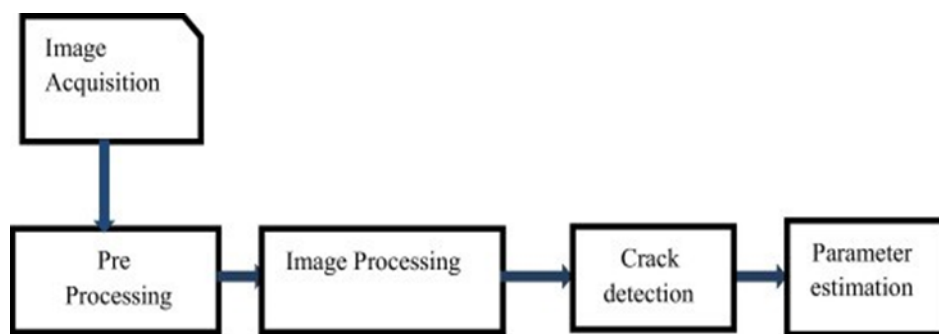 Image
Acquisition
Pre
Processing
Image Processing
Crack
detection
Parameter
estimation